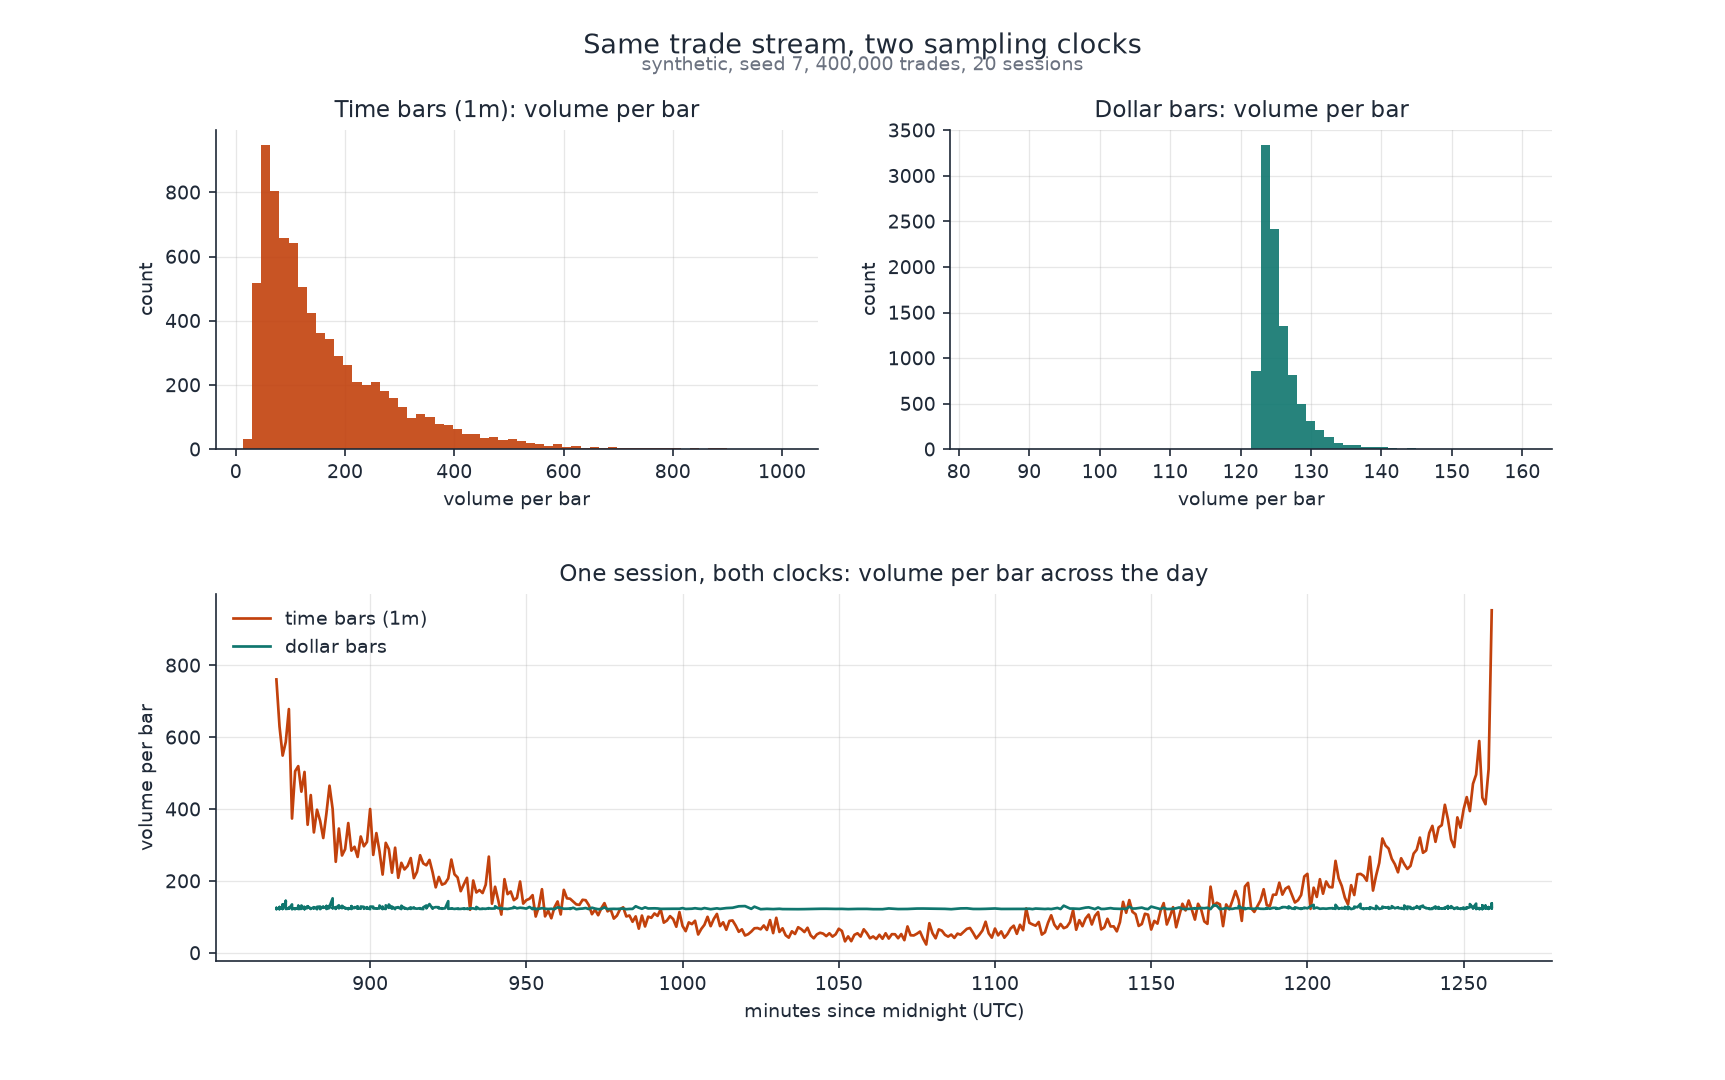 Same trade stream, two sampling clocks
synthetic, seed 7, 400,000 trades, 20 sessions
Time bars (1m): volume per bar
count
800
600
400
200
0
0 200 400 600 800 1000
volume per bar
Dollar bars: volume per bar
count
3500
3000
2500
2000
1500
1000
500
0
80 90 100 110 120 130 140 150 160
volume per bar
One session, both clocks: volume per bar across the day
time bars (1m)
dollar bars
volume per bar
800
600
400
200
0
900 950 1000 1050 1100 1150 1200 1250
minutes since midnight (UTC)